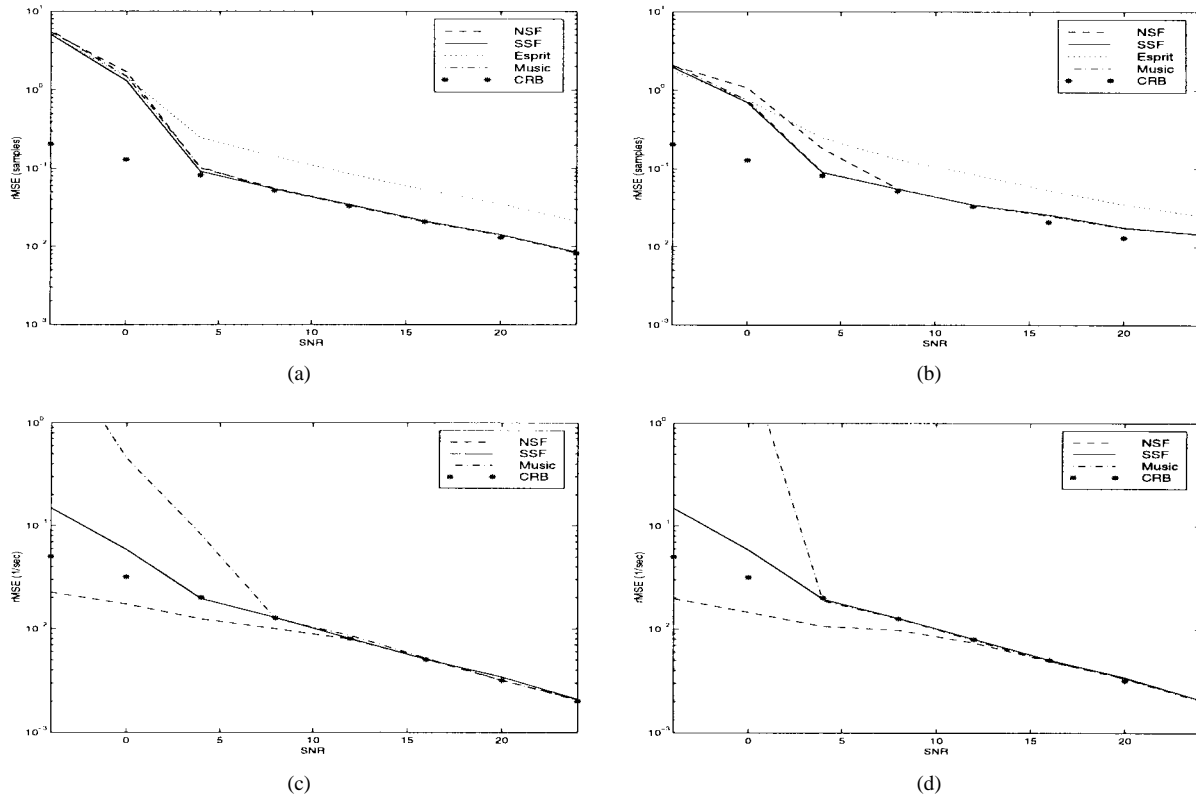 10^1
10^0
10^-1
10^-2
10^-3
rMSE (samples)
0
5
10
15
20
SNR
NSF
SSF
Esprit
Music
CRB
(a)
10^1
10^0
10^-1
10^-2
10^-3
rMSE (samples)
0
5
10
15
20
SNR
NSF
SSF
Esprit
Music
CRB
(b)
10^0
10^-1
10^-2
10^-3
rMSE (1/sec)
0
5
10
15
20
SNR
NSF
SSF
Music
CRB
(c)
10^0
10^-1
10^-2
10^-3
rMSE (1/sec)
0
5
10
15
20
SNR
NSF
SSF
Music
CRB
(d)